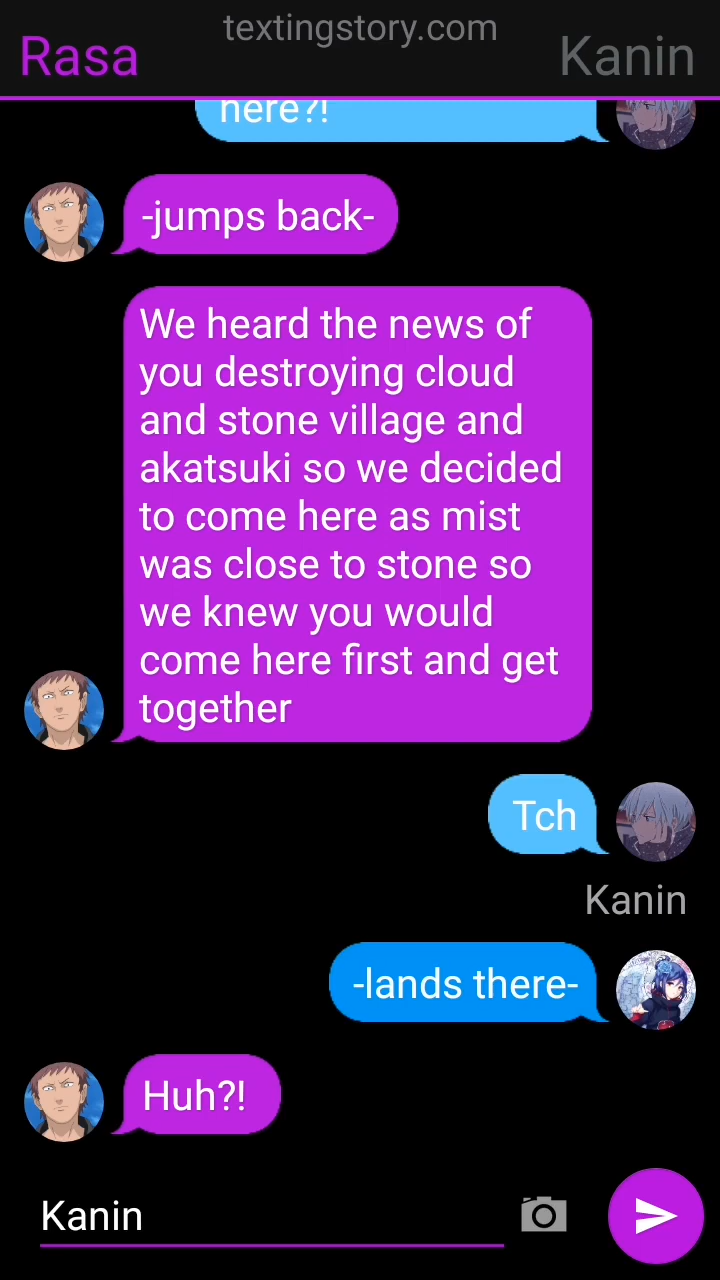 textingstory.com
Rasa
Kanin
here?!
-jumps back-
We heard the news of
you destroying cloud
and stone village and
akatsuki so we decided
to come here as mist
was close to stone so
we knew you would
come here first and get
together
Tch
Kanin
-lands there-
Huh?!
Kanin